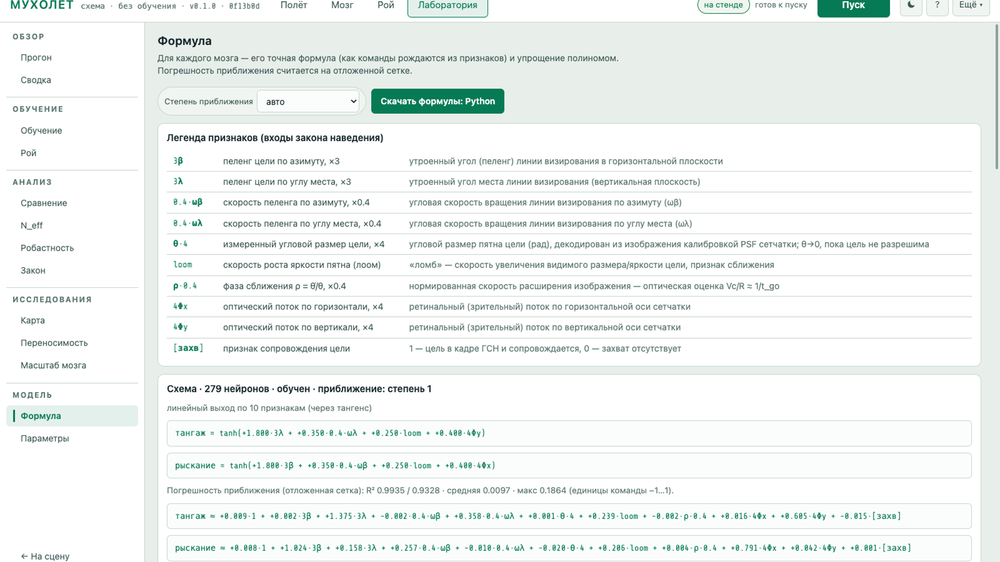 МУХОЛЕТ схема · без обучения · v0.1.0 · 0f13b0d Полёт Мозг Рой Лаборатория на стенде готов к пуску Пуск ? Ещё ▾
ОБЗОР
Прогон
Сводка
ОБУЧЕНИЕ
Обучение
Рой
АНАЛИЗ
Сравнение
N_eff
Робастность
Закон
ИССЛЕДОВАНИЯ
Карта
Переносимость
Масштаб мозга
МОДЕЛЬ
Формула
Параметры
← На сцену
Формула
Для каждого мозга — его точная формула (как команды рождаются из признаков) и упрощение полиномом.
Погрешность приближения считается на отложенной сетке.
Степень приближения авто Скачать формулы: Python
Легенда признаков (входы закона наведения)
3β пеленг цели по азимуту, ×3 утроенный угол (пеленг) линии визирования в горизонтальной плоскости
3λ пеленг цели по углу места, ×3 утроенный угол места линии визирования (вертикальная плоскость)
0.4·ωβ скорость пеленга по азимуту, ×0.4 угловая скорость вращения линии визирования по азимуту (ωβ)
0.4·ωλ скорость пеленга по углу места, ×0.4 угловая скорость вращения линии визирования по углу места (ωλ)
θ·4 измеренный угловой размер цели, ×4 угловой размер пятна цели (рад), декодирован из изображения калибровкой PSF сетчатки; θ→0, пока цель не разрешима
loom скорость роста яркости пятна (лоом) «ломб» — скорость увеличения видимого размера/яркости цели, признак сближения
ρ·0.4 фаза сближения ρ = θ̇/θ, ×0.4 нормированная скорость расширения изображения — оптическая оценка Vc/R ≈ 1/t_go
4Φx оптический поток по горизонтали, ×4 ретинальный (зрительный) поток по горизонтальной оси сетчатки
4Φy оптический поток по вертикали, ×4 ретинальный (зрительный) поток по вертикальной оси сетчатки
[захв] признак сопровождения цели 1 — цель в кадре ГСН и сопровождается, 0 — захват отсутствует
Схема · 279 нейронов · обучен · приближение: степень 1
линейный выход по 10 признакам (через тангенс)
тангаж = tanh(+1.800·3λ + +0.350·0.4·ωλ + +0.250·loom + +0.400·4Φy)
рыскание = tanh(+1.800·3β + +0.350·0.4·ωβ + +0.250·loom + +0.400·4Φx)
Погрешность приближения (отложенная сетка): R² 0.9935 / 0.9328 · средняя 0.0097 · макс 0.1864 (единицы команды −1…1).
тангаж ≈ +0.009·1 + +0.002·3β + +1.375·3λ + -0.002·0.4·ωβ + +0.358·0.4·ωλ + +0.001·θ·4 + +0.239·loom + -0.002·ρ·0.4 + +0.016·4Φx + +0.605·4Φy + -0.015·[захв]
рыскание ≈ +0.008·1 + +1.024·3β + +0.158·3λ + +0.257·0.4·ωβ + -0.010·0.4·ωλ + -0.020·θ·4 + +0.206·loom + +0.004·ρ·0.4 + +0.791·4Φx + +0.042·4Φy + +0.001·[захв]